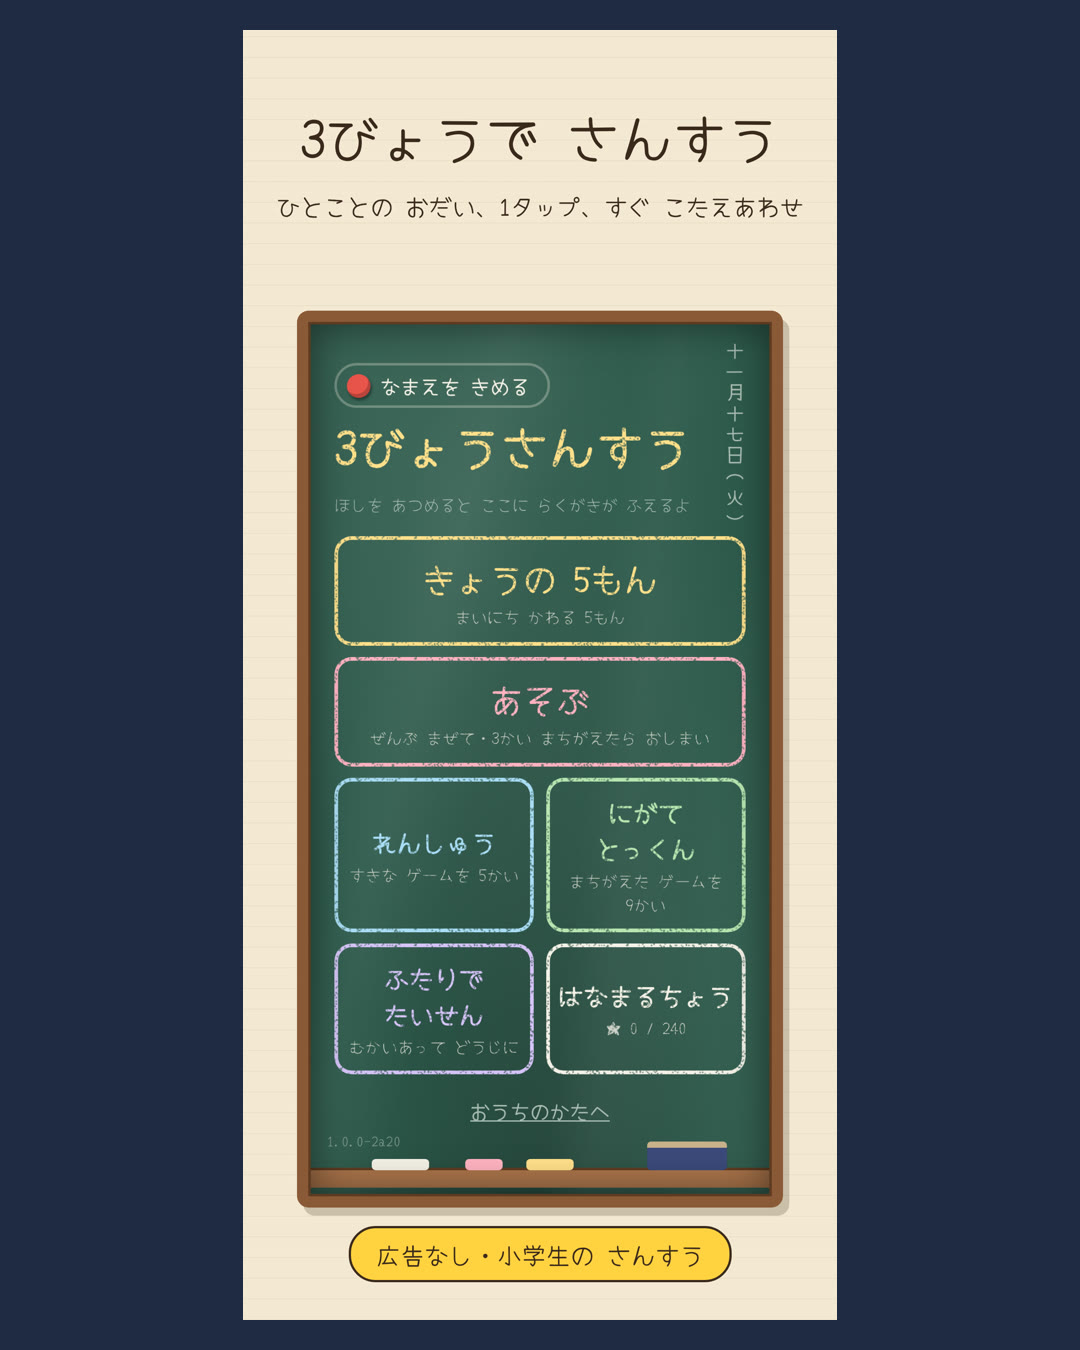 3びょうで さんすう
ひとことの おだい、1タップ、すぐ こたえあわせ
なまえを きめる
十一月十七日(火)
3びょうさんすう
ほしを あつめると ここに らくがきが ふえるよ
きょうの 5もん
まいにち かわる 5もん
あそぶ
ぜんぶ まぜて・3かい まちがえたら おしまい
れんしゅう
すきな ゲームを 5かい
にがて
とっくん
まちがえた ゲームを
9かい
ふたりで
たいせん
むかいあって どうじに
はなまるちょう
★ 0 / 240
おうちのかたへ
1.0.0-2a20
広告なし・小学生の さんすう